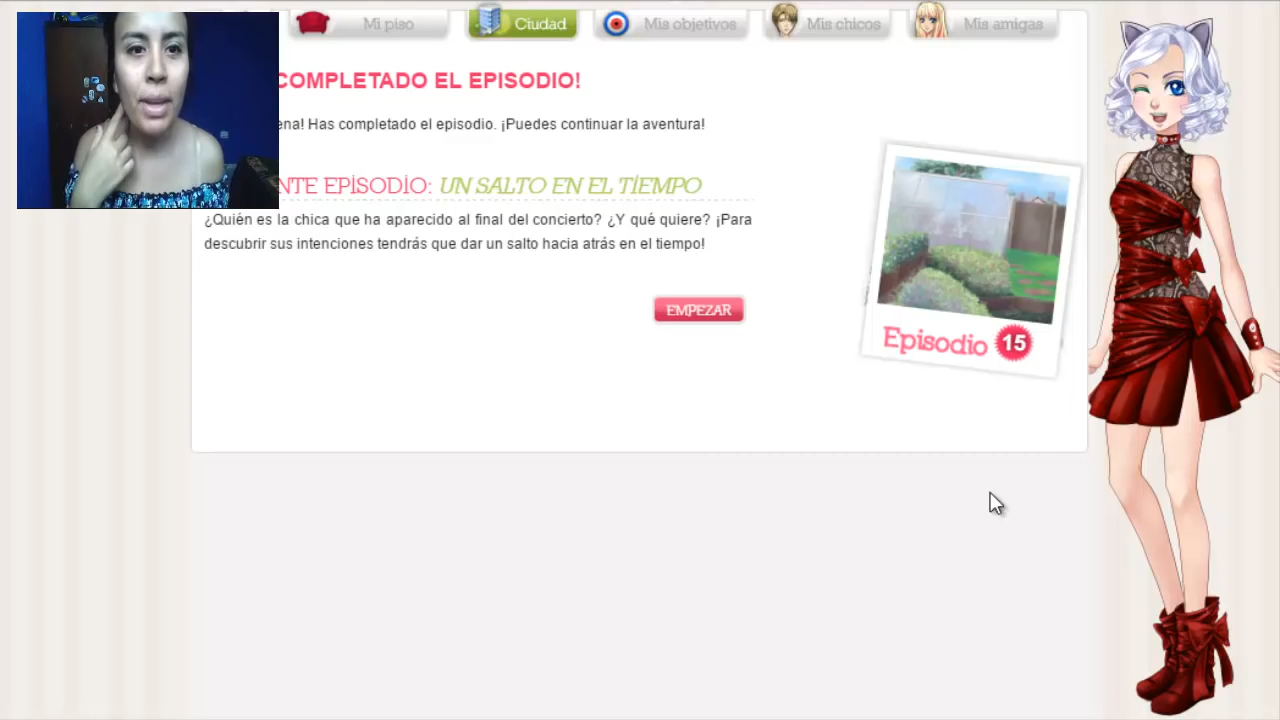 Mi piso
Ciudad
Mis objetivos
Mis chicos
Mis amigas
COMPLETADO EL EPISODIO!
Has completado el episodio. ¡Puedes continuar la aventura!
EPISODIO: UN SALTO EN EL TIEMPO
¿Quién es la chica que ha aparecido al final del concierto? ¿Y qué quiere? ¡Para
descubrir sus intenciones tendrás que dar un salto hacia atrás en el tiempo!
EMPEZAR
Episodio 15